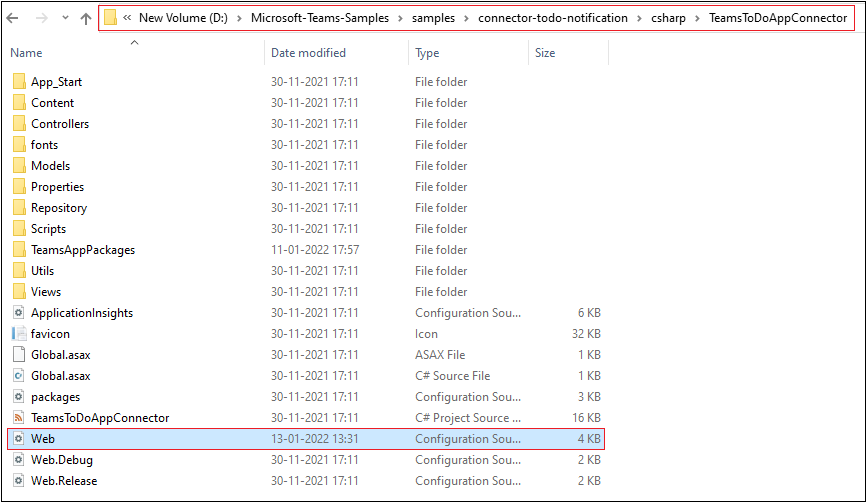 « New Volume (D:) › Microsoft-Teams-Samples › samples › connector-todo-notification › csharp › TeamsToDoAppConnector
Name Date modified Type Size
App_Start 30-11-2021 17:11 File folder
Content 30-11-2021 17:11 File folder
Controllers 30-11-2021 17:11 File folder
fonts 30-11-2021 17:11 File folder
Models 30-11-2021 17:11 File folder
Properties 30-11-2021 17:11 File folder
Repository 30-11-2021 17:11 File folder
Scripts 30-11-2021 17:11 File folder
TeamsAppPackages 11-01-2022 17:57 File folder
Utils 30-11-2021 17:11 File folder
Views 30-11-2021 17:11 File folder
ApplicationInsights 30-11-2021 17:11 Configuration Sou... 6 KB
favicon 30-11-2021 17:11 Icon 32 KB
Global.asax 30-11-2021 17:11 ASAX File 1 KB
Global.asax 30-11-2021 17:11 C# Source File 1 KB
packages 30-11-2021 17:11 Configuration Sou... 3 KB
TeamsToDoAppConnector 30-11-2021 17:11 C# Project Source ... 16 KB
Web 13-01-2022 13:31 Configuration Sou... 4 KB
Web.Debug 30-11-2021 17:11 Configuration Sou... 2 KB
Web.Release 30-11-2021 17:11 Configuration Sou... 2 KB